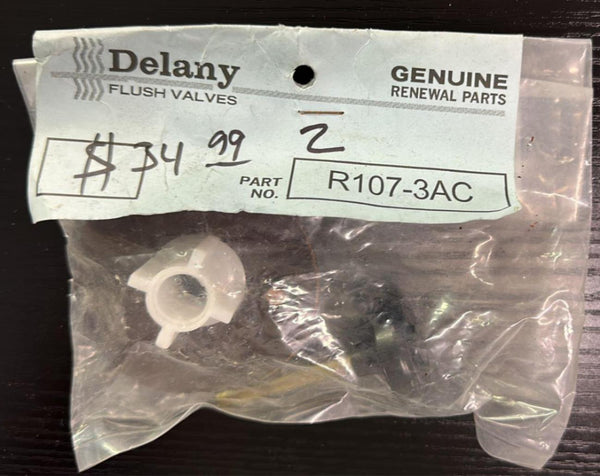 Delany
FLUSH VALVES
GENUINE
RENEWAL PARTS
$ 34 99
2
PART
NO.
R107-3AC